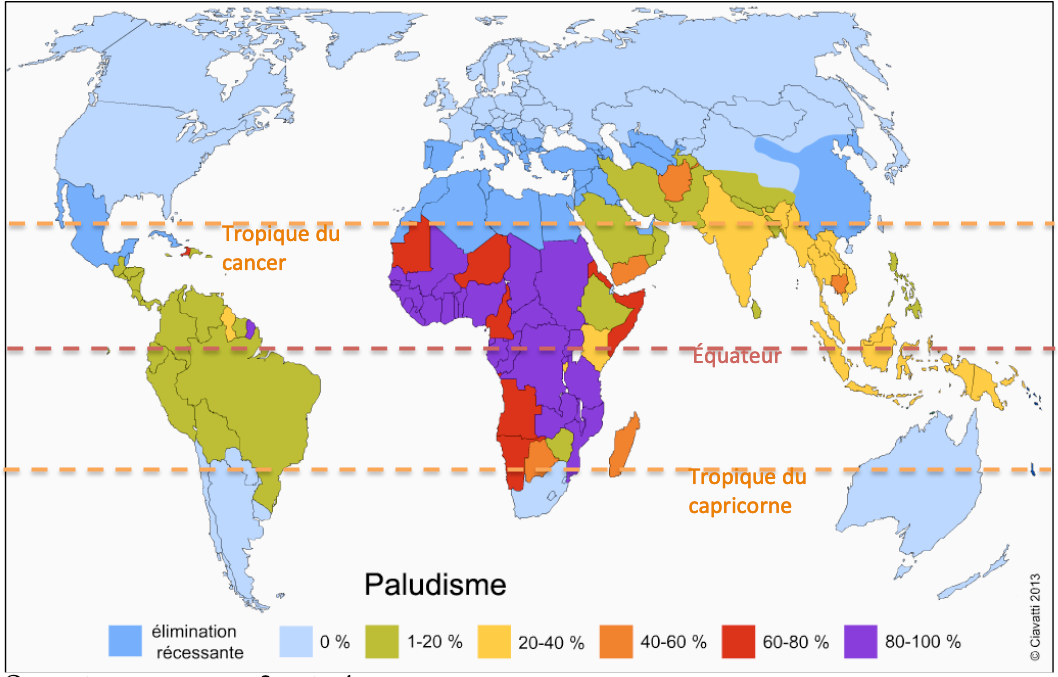 Tropique du
cancer
Équateur
Tropique du
capricorne
Paludisme
élimination
récessante
0 %
1-20 %
20-40 %
40-60 %
60-80 %
80-100 %
© Ciavatti 2013